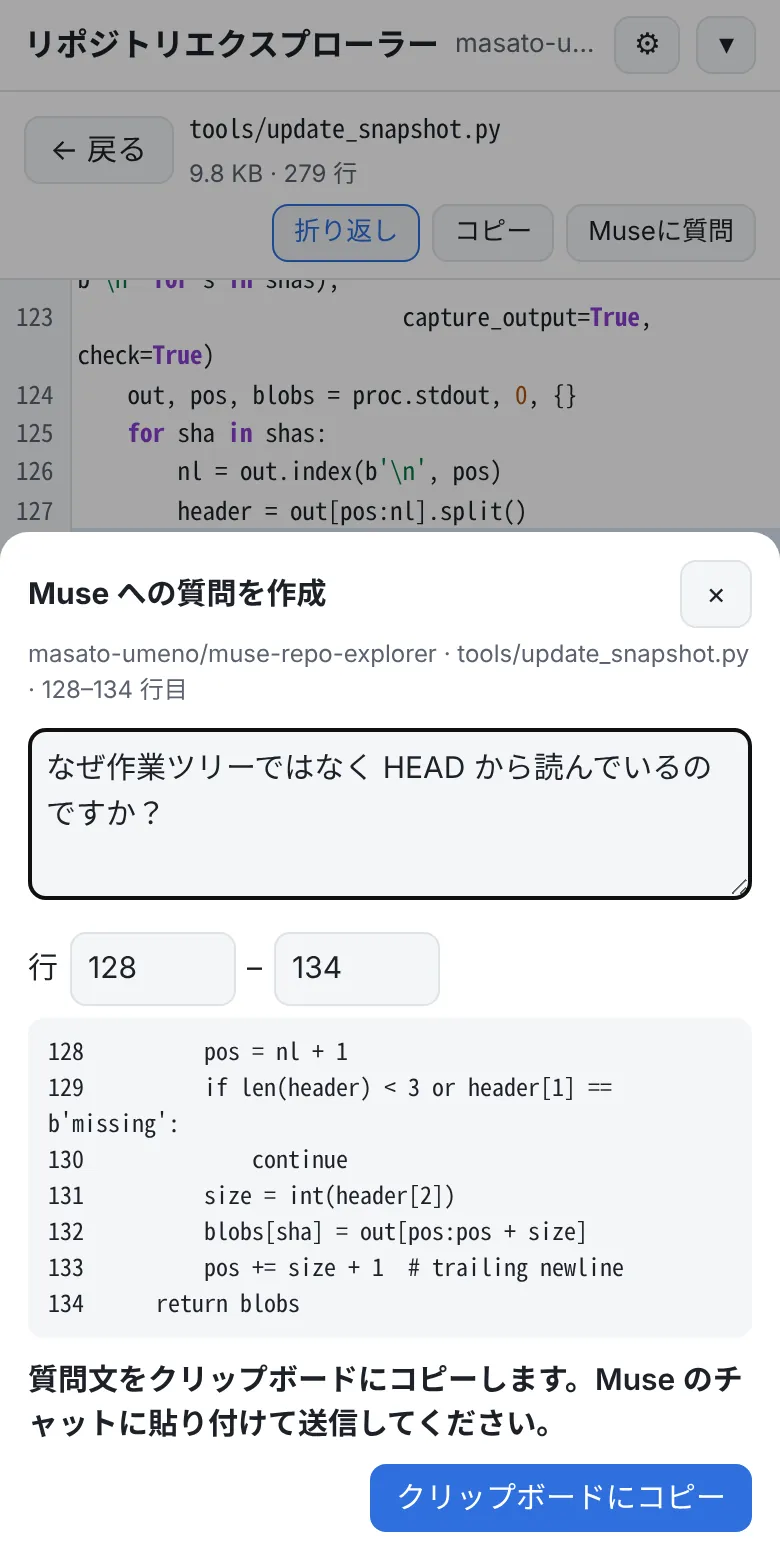 リポジトリエクスプローラー masato-u... ⚙ ▼
← 戻る
tools/update_snapshot.py
9.8 KB · 279 行
折り返し コピー Museに質問
b'\n' for s in shas),
123 capture_output=True,
check=True)
124     out, pos, blobs = proc.stdout, 0, {}
125     for sha in shas:
126         nl = out.index(b'\n', pos)
127         header = out[pos:nl].split()
Muse への質問を作成 ×
masato-umeno/muse-repo-explorer · tools/update_snapshot.py
· 128–134 行目
なぜ作業ツリーではなく HEAD から読んでいるの
ですか？
行 128 – 134
128         pos = nl + 1
129         if len(header) < 3 or header[1] ==
b'missing':
130             continue
131         size = int(header[2])
132         blobs[sha] = out[pos:pos + size]
133         pos += size + 1  # trailing newline
134     return blobs
質問文をクリップボードにコピーします。Muse のチ
ャットに貼り付けて送信してください。
クリップボードにコピー